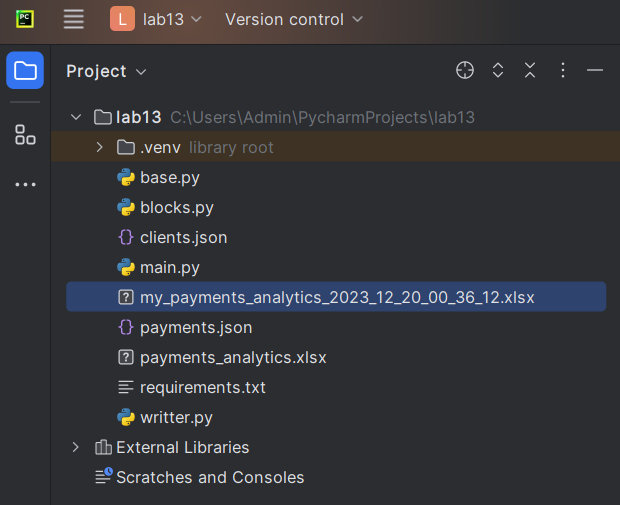 PC L lab13 Version control
Project
lab13 C:\Users\Admin\PycharmProjects\lab13
.venv library root
base.py
blocks.py
{} clients.json
main.py
? my_payments_analytics_2023_12_20_00_36_12.xlsx
{} payments.json
? payments_analytics.xlsx
requirements.txt
writter.py
External Libraries
Scratches and Consoles